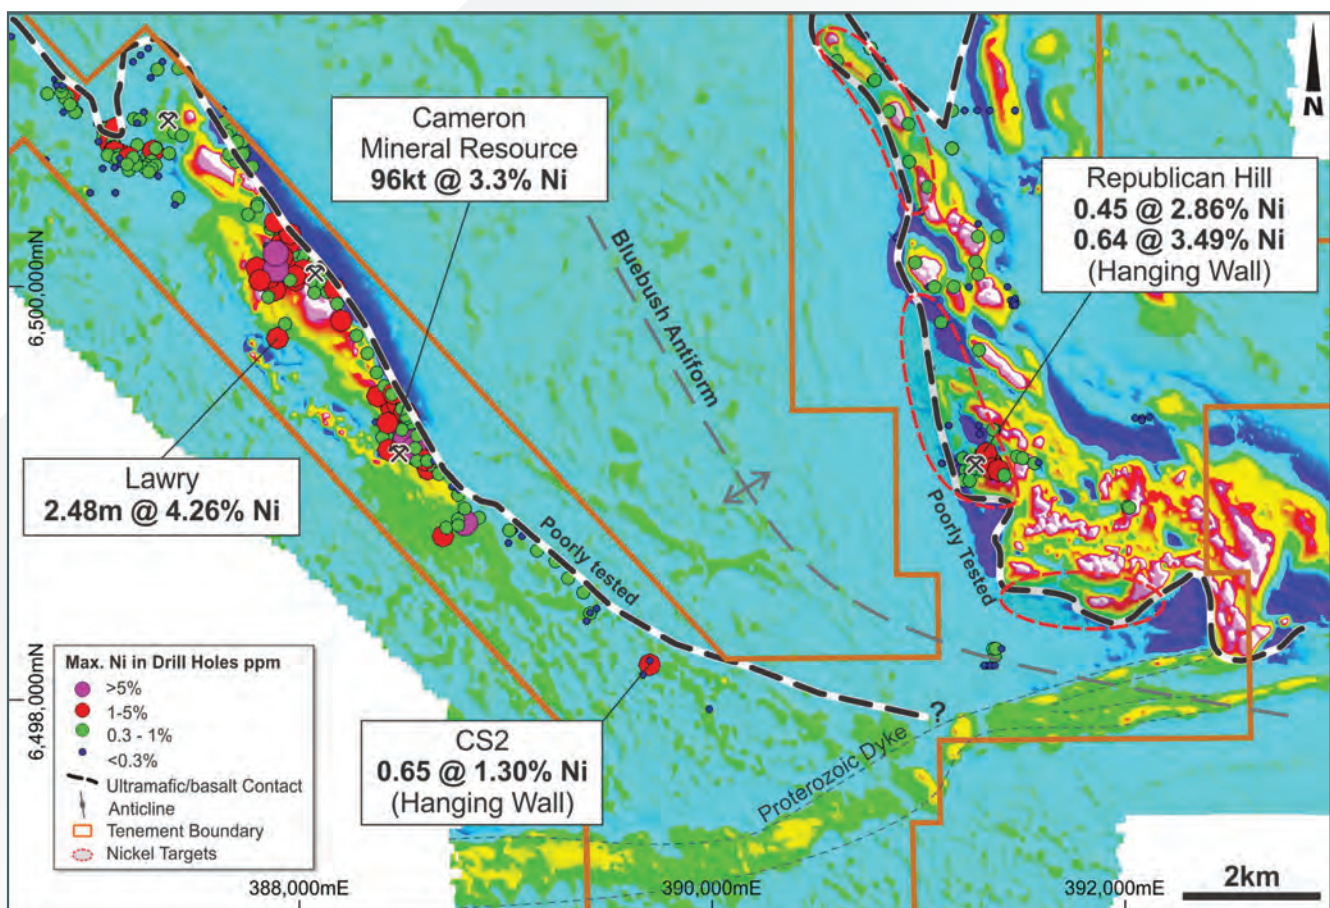 N
Cameron
Mineral Resource
96kt @ 3.3% Ni
Republican Hill
0.45 @ 2.86% Ni
0.64 @ 3.49% Ni
(Hanging Wall)
Bluebush Antiform
6,500,000mN
Lawry
2.48m @ 4.26% Ni
Poorly tested
Poorly Tested
6,498,000mN
Max. Ni in Drill Holes ppm
>5%
1-5%
0.3 - 1%
<0.3%
Ultramafic/basalt Contact
Anticline
Tenement Boundary
Nickel Targets
CS2
0.65 @ 1.30% Ni
(Hanging Wall)
?
Proterozoic Dyke
388,000mE
390,000mE
392,000mE
2km